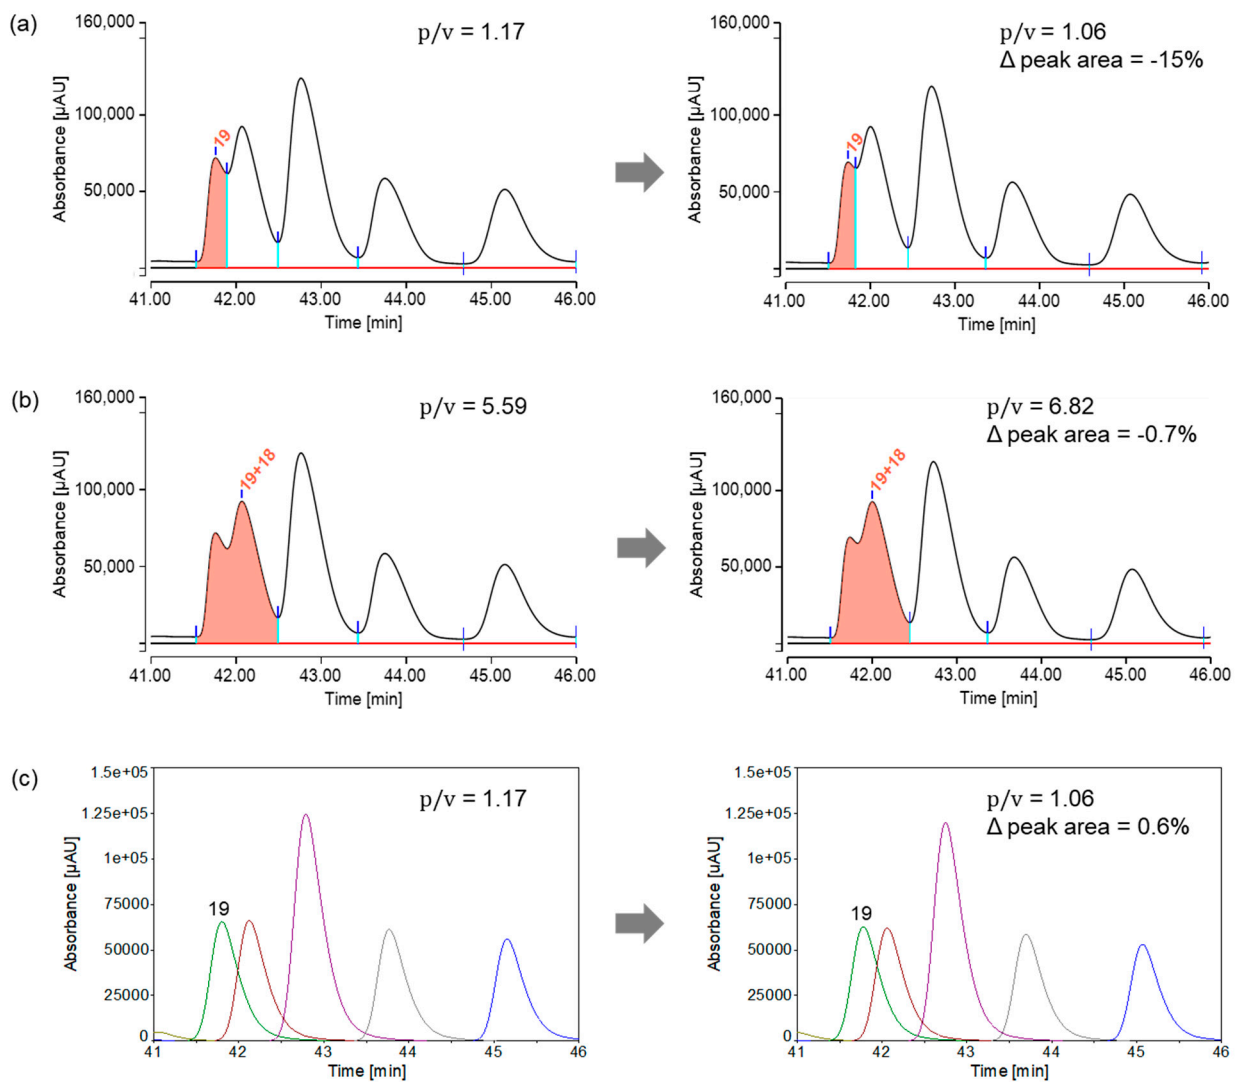 (a)
160,000
100,000
50,000
Absorbance [µAU]
19
p/v = 1.17
41.00 42.00 43.00 44.00 45.00 46.00
Time [min]
160,000
100,000
50,000
Absorbance [µAU]
19
p/v = 1.06
Δ peak area = -15%
41.00 42.00 43.00 44.00 45.00 46.00
Time [min]
(b)
160,000
100,000
50,000
Absorbance [µAU]
19+18
p/v = 5.59
41.00 42.00 43.00 44.00 45.00 46.00
Time [min]
160,000
100,000
50,000
Absorbance [µAU]
19+18
p/v = 6.82
Δ peak area = -0.7%
41.00 42.00 43.00 44.00 45.00 46.00
Time [min]
(c)
1.5e+05
1.25e+05
1e+05
75000
50000
25000
0
Absorbance [µAU]
19
p/v = 1.17
41 42 43 44 45 46
Time [min]
1.5e+05
1.25e+05
1e+05
75000
50000
25000
0
Absorbance [µAU]
19
p/v = 1.06
Δ peak area = 0.6%
41 42 43 44 45 46
Time [min]